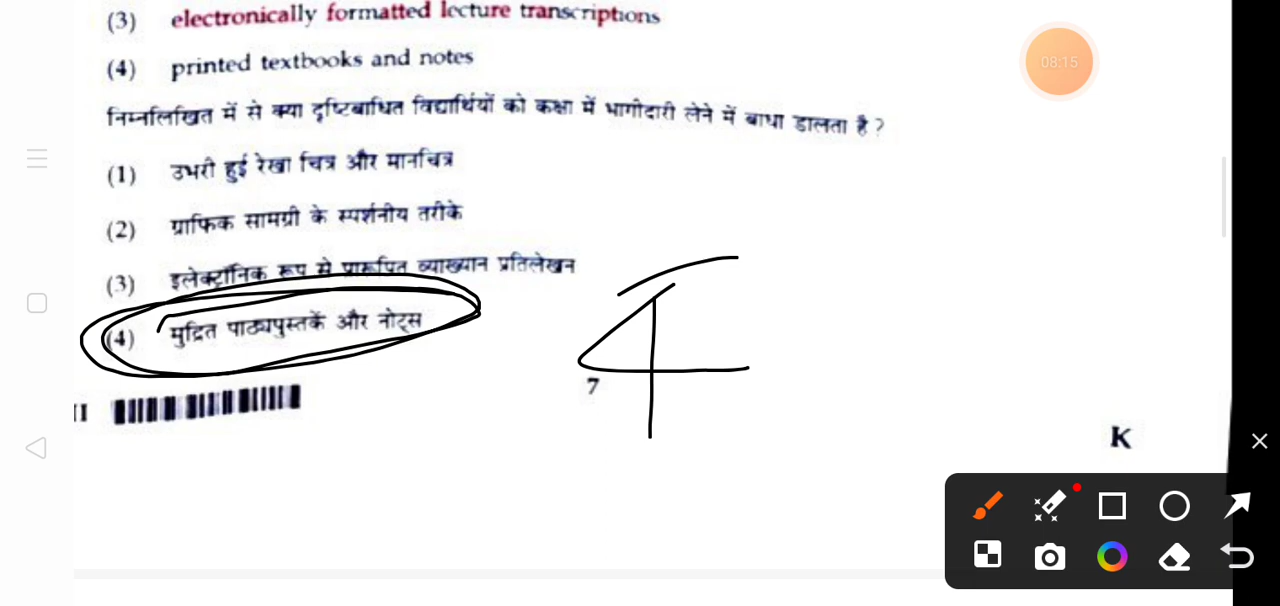 (3) electronically formatted lecture transcriptions
08:15
(4) printed textbooks and notes
निम्नलिखित में से क्या दृष्टिबाधित विद्यार्थियों को कक्षा में भागीदारी लेने में बाधा डालता है ?
(1) उभरी हुई रेखा चित्र और मानचित्र
(2) ग्राफिक सामग्री के स्पर्शनीय तरीके
(3) इलेक्ट्रॉनिक रूप से प्रारूपित व्याख्यान प्रतिलेखन
(4) मुद्रित पाठ्यपुस्तकें और नोट्स
4
II
7
K